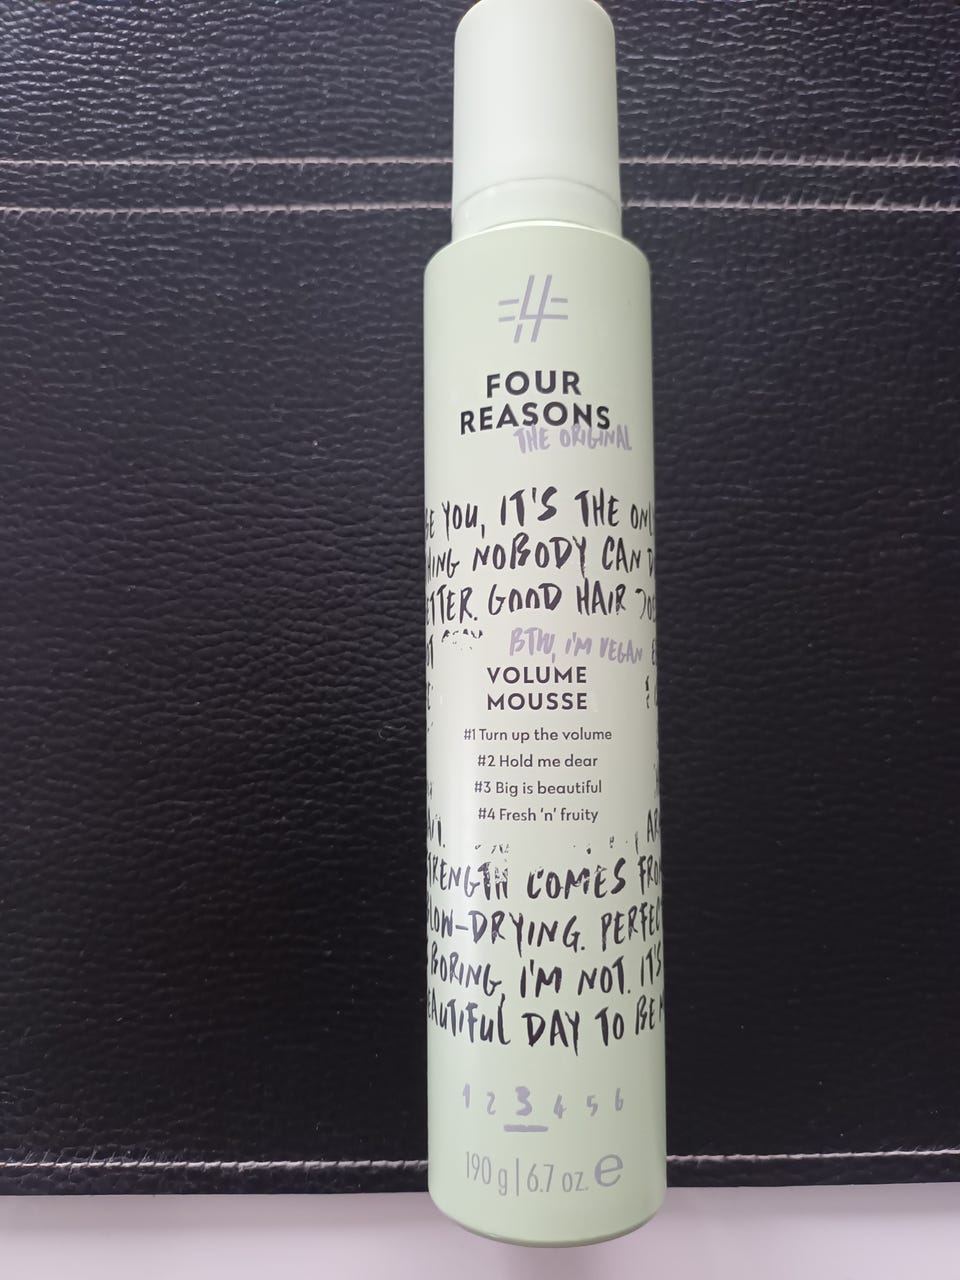 #4
FOUR
REASONS
THE ORIGINAL
YOU, IT'S THE
NOBODY CAN
GOOD HAIR
BTW, I'M VEGAN
VOLUME
MOUSSE
#1 Turn up the volume
#2 Hold me dear
#3 Big is beautiful
#4 Fresh 'n' fruity
COMES
-DRYING.
BORING, I'M NOT. IT'S
DAY TO BE
1 2 3 4 5 6
190 g | 6.7 oz. e